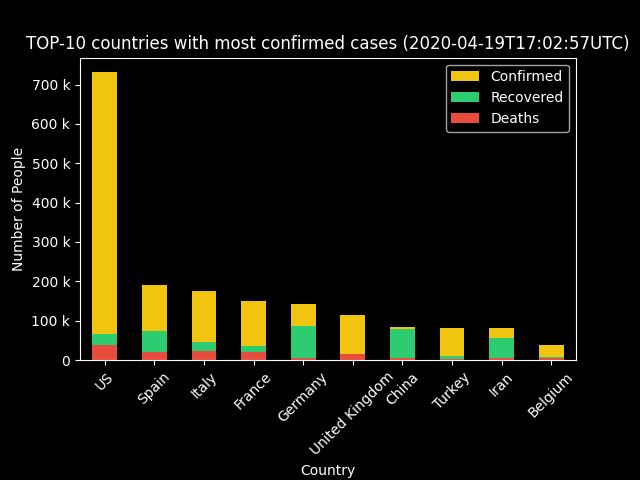 TOP-10 countries with most confirmed cases (2020-04-19T17:02:57UTC)
Confirmed
Recovered
Deaths
Number of People
700 k
600 k
500 k
400 k
300 k
200 k
100 k
0
US
Spain
Italy
France
Germany
United Kingdom
China
Turkey
Iran
Belgium
Country